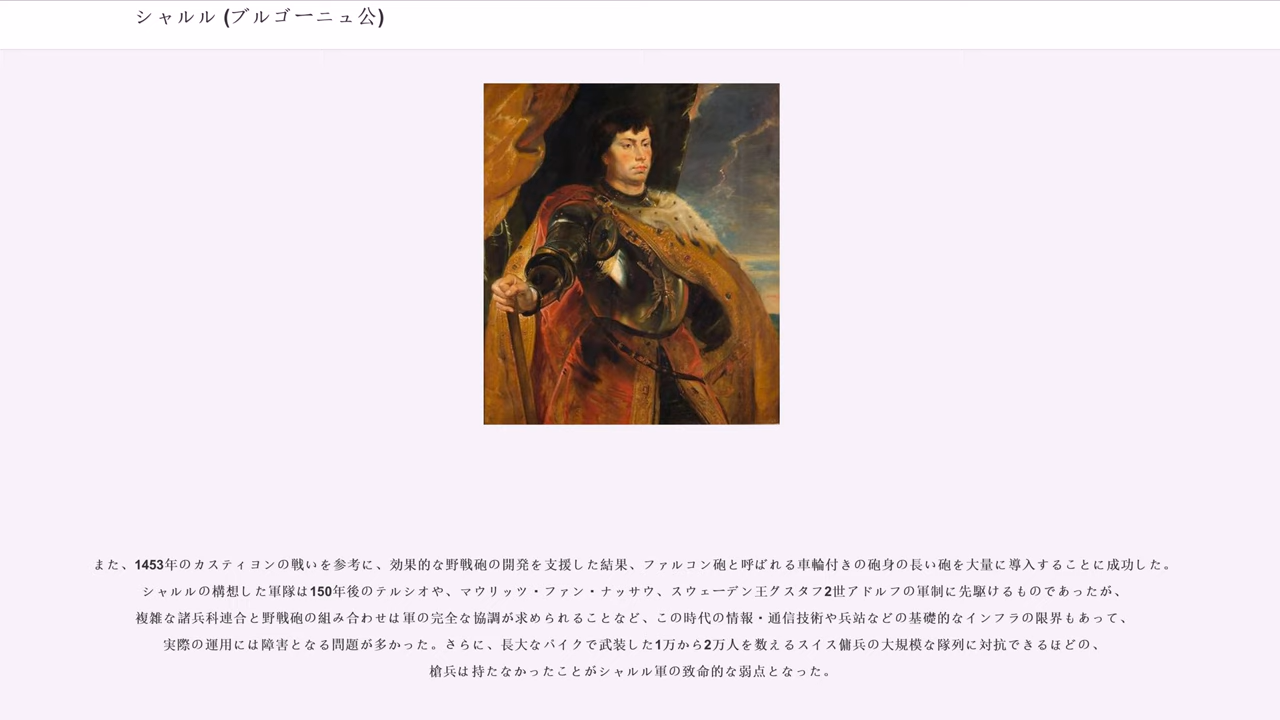 シャルル (ブルゴーニュ公)
また、1453年のカスティヨンの戦いを参考に、効果的な野戦砲の開発を支援した結果、ファルコン砲と呼ばれる車輪付きの砲身の長い砲を大量に導入することに成功した。
シャルルの構想した軍隊は150年後のテルシオや、マウリッツ・ファン・ナッサウ、スウェーデン王グスタフ2世アドルフの軍制に先駆けるものであったが、
複雑な諸兵科連合と野戦砲の組み合わせは軍の完全な協調が求められることなど、この時代の情報・通信技術や兵站などの基礎的なインフラの限界もあって、
実際の運用には障害となる問題が多かった。さらに、長大なパイクで武装した1万から2万人を数えるスイス傭兵の大規模な隊列に対抗できるほどの、
槍兵は持たなかったことがシャルル軍の致命的な弱点となった。